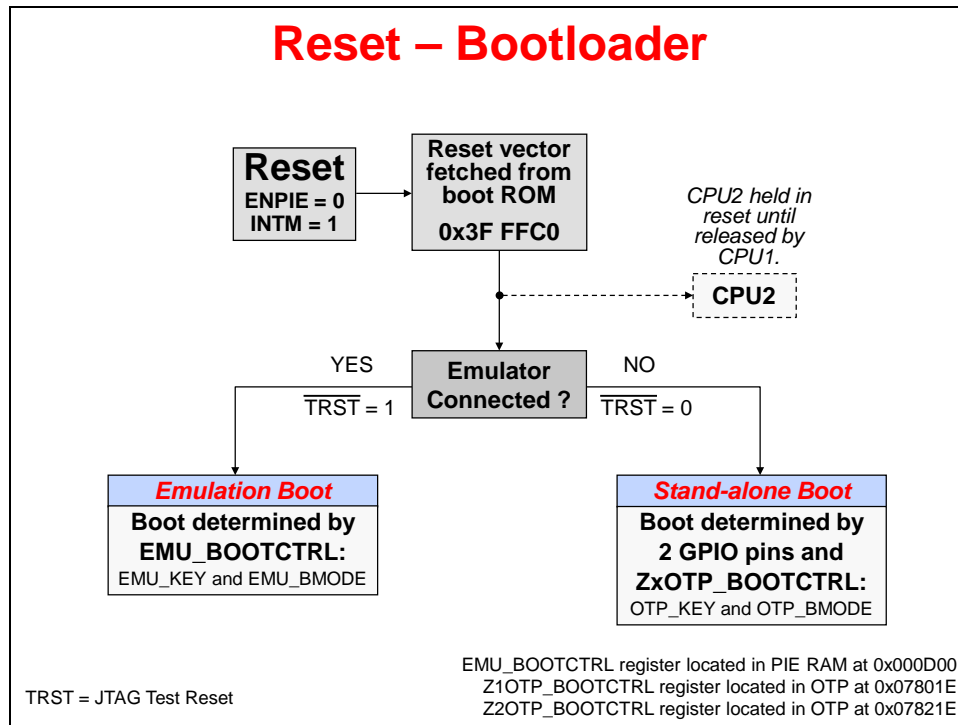 Reset – Bootloader
Reset
ENPIE = 0
INTM = 1
Reset vector
fetched from
boot ROM
0x3F FFC0
CPU2 held in
reset until
released by
CPU1.
CPU2
YES
Emulator
Connected ?
NO
TRST = 1
TRST = 0
Emulation Boot
Boot determined by
EMU_BOOTCTRL:
EMU_KEY and EMU_BMODE
Stand-alone Boot
Boot determined by
2 GPIO pins and
ZxOTP_BOOTCTRL:
OTP_KEY and OTP_BMODE
TRST = JTAG Test Reset
EMU_BOOTCTRL register located in PIE RAM at 0x000D00
Z1OTP_BOOTCTRL register located in OTP at 0x07801E
Z2OTP_BOOTCTRL register located in OTP at 0x07821E